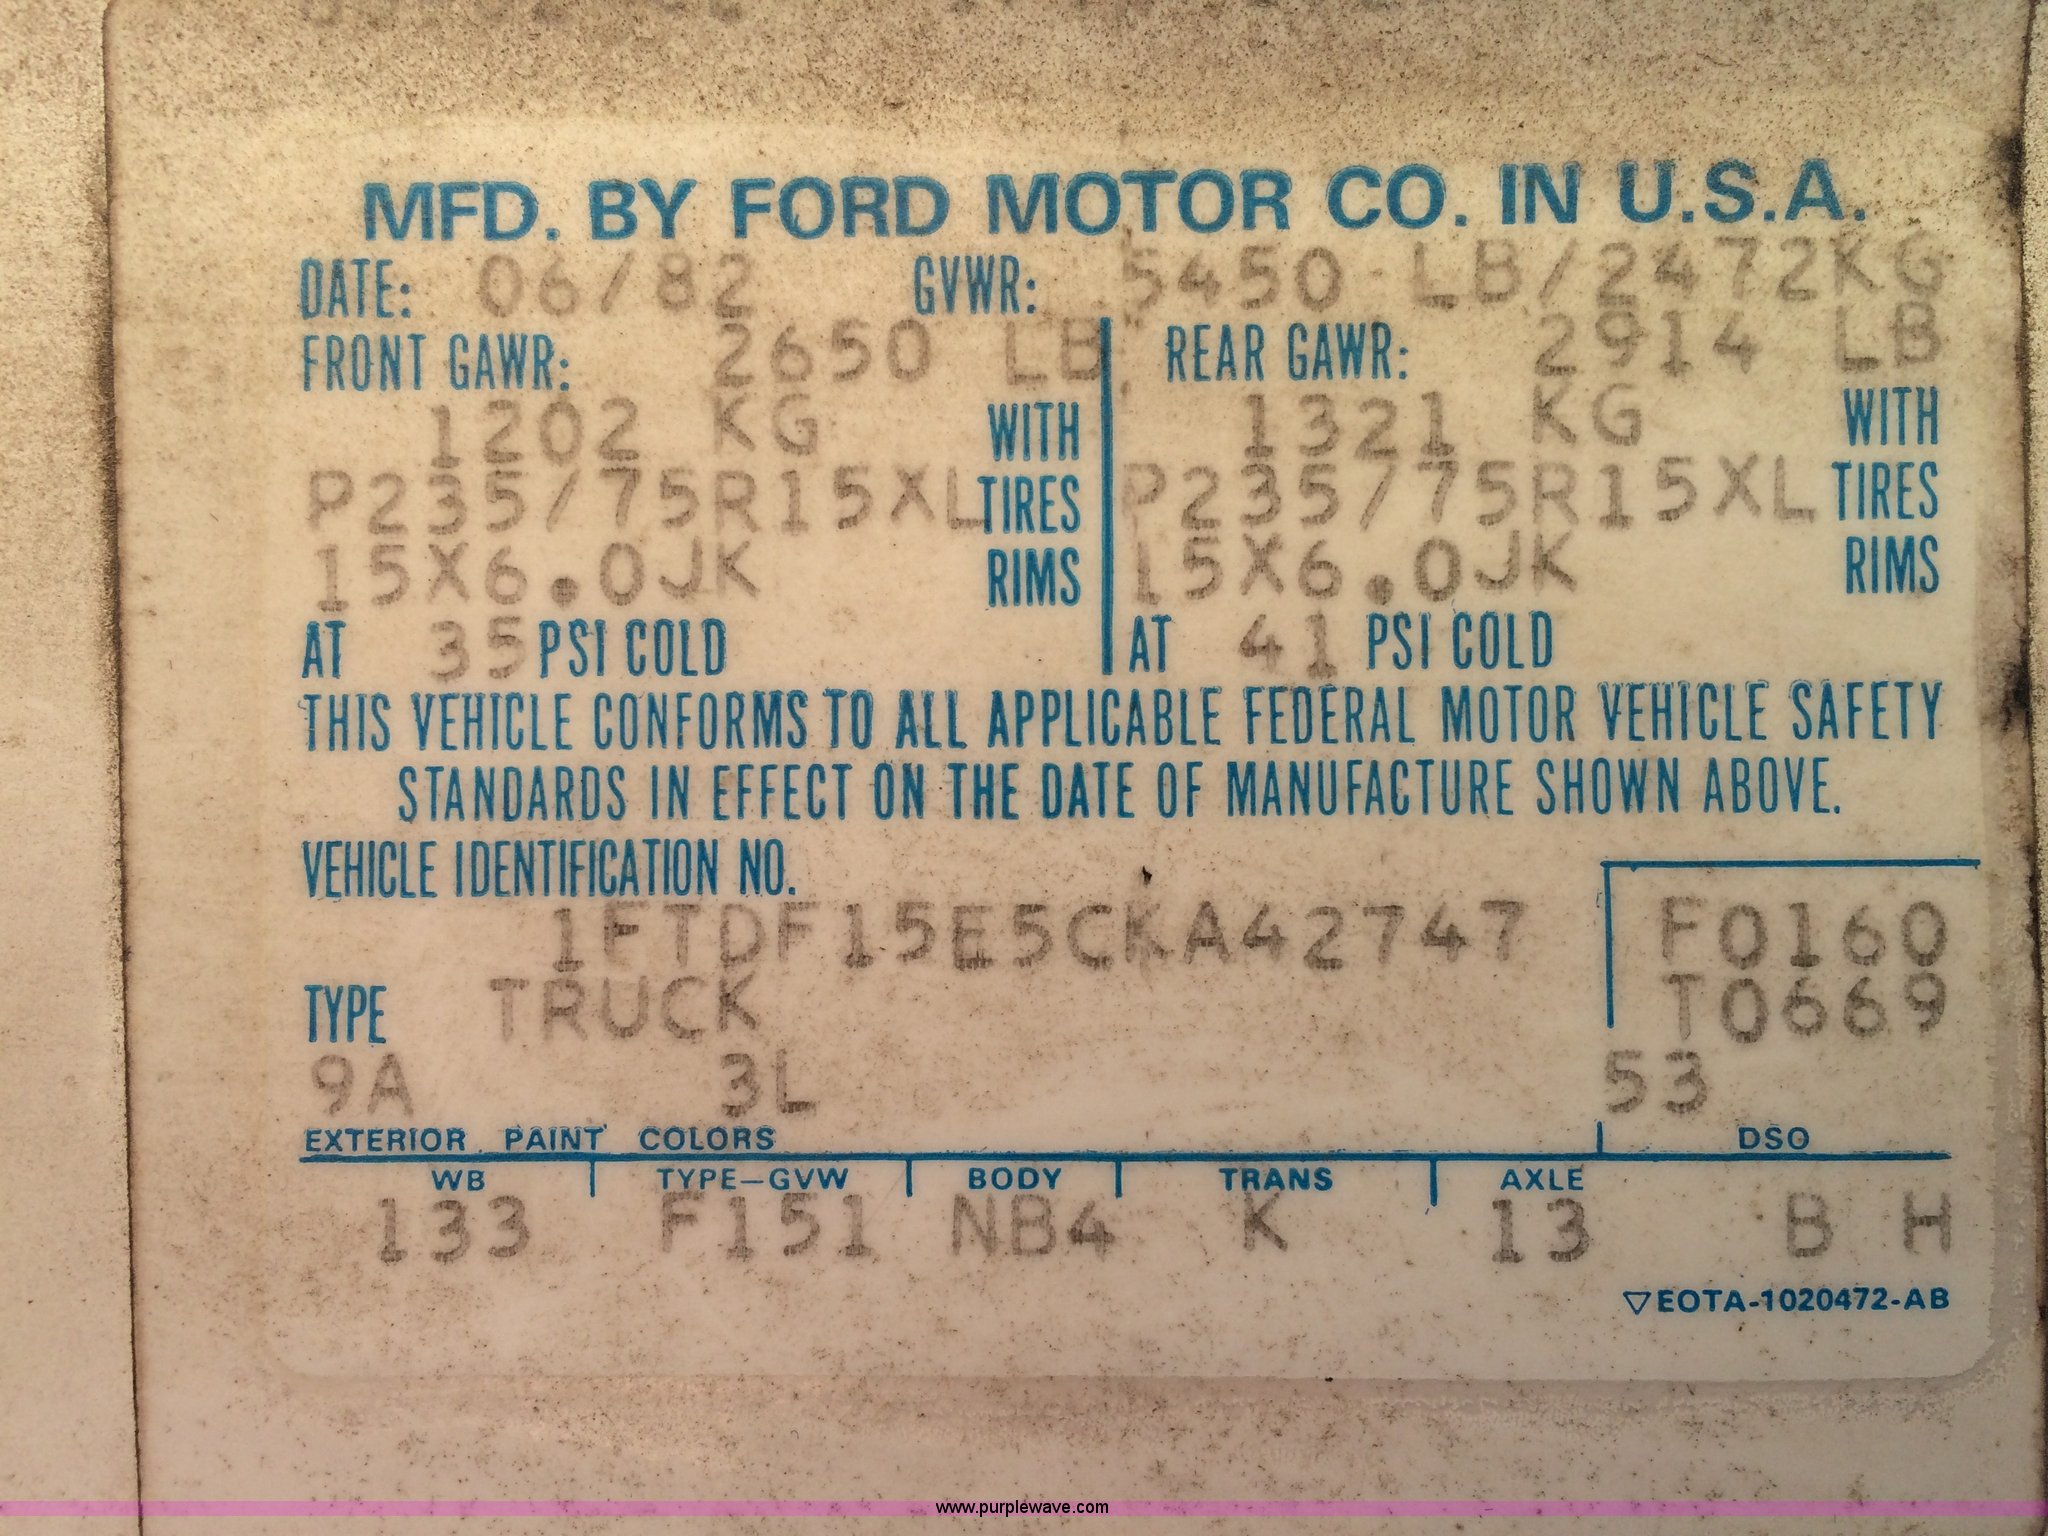 MFD. BY FORD MOTOR CO. IN U.S.A.
DATE: 06/82 GVWR: 5450 LB/2472KG
FRONT GAWR: 2650 LB REAR GAWR: 2914 LB
1202 KG WITH 1321 KG WITH
P235/75R15XL TIRES P235/75R15XL TIRES
15X6.0JK RIMS 15X6.0JK RIMS
AT 35 PSI COLD AT 41 PSI COLD
THIS VEHICLE CONFORMS TO ALL APPLICABLE FEDERAL MOTOR VEHICLE SAFETY
STANDARDS IN EFFECT ON THE DATE OF MANUFACTURE SHOWN ABOVE.
VEHICLE IDENTIFICATION NO.
1FTDF15E5CKA42747 F0160
TYPE TRUCK T0669
9A 3L 53
EXTERIOR PAINT COLORS DSO
WB TYPE-GVW BODY TRANS AXLE
133 F151 NB4 K 13 B H
▽EOTA-1020472-AB
www.purplewave.com